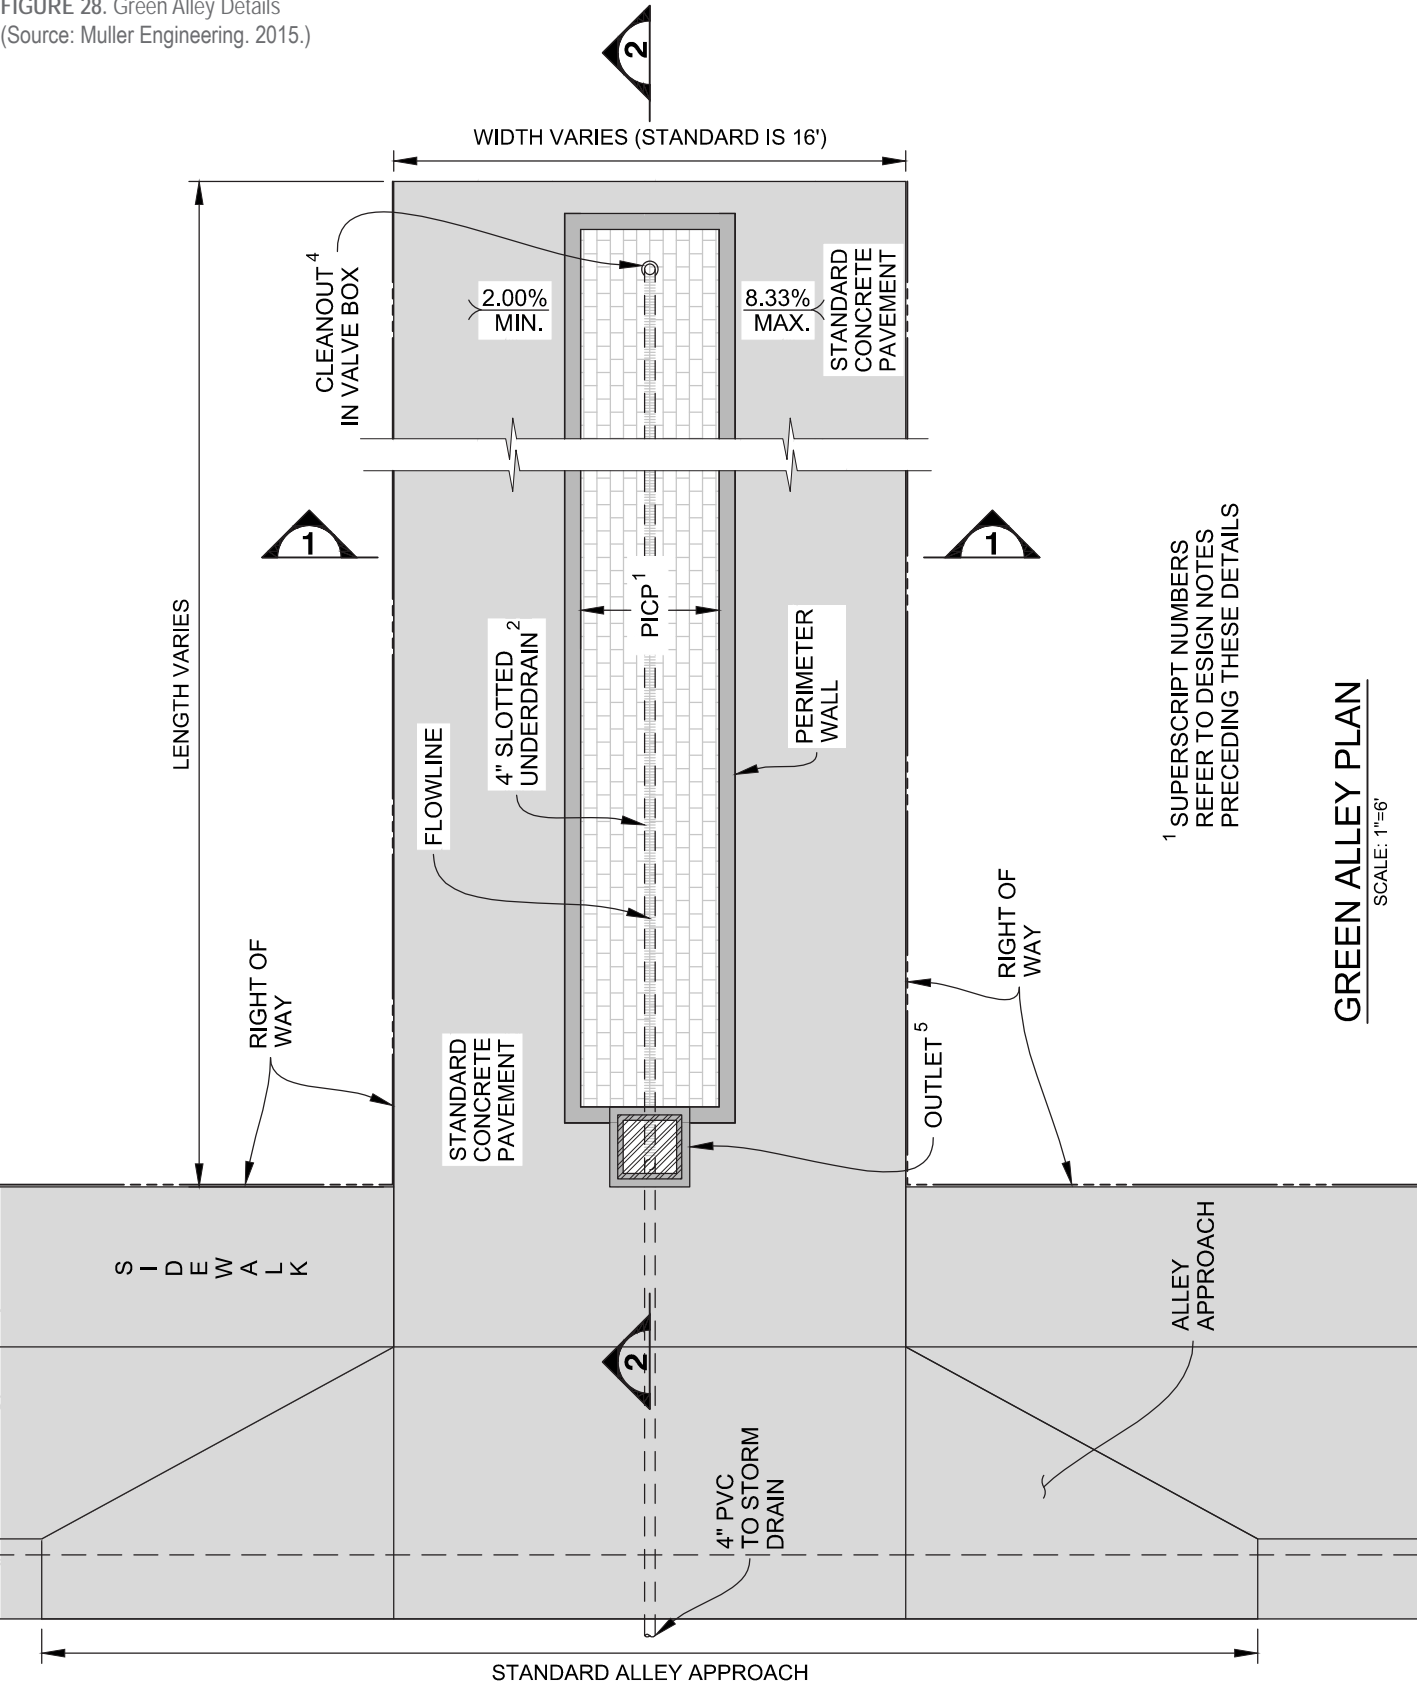 FIGURE 28. Green Alley Details
(Source: Muller Engineering. 2015.)
2
WIDTH VARIES (STANDARD IS 16')
CLEANOUT 4
IN VALVE BOX
2.00%
MIN.
8.33%
MAX.
STANDARD
CONCRETE
PAVEMENT
1
1
LENGTH VARIES
4" SLOTTED
UNDERDRAIN 2
PICP 1
FLOWLINE
PERIMETER
WALL
1 SUPERSCRIPT NUMBERS
REFER TO DESIGN NOTES
PRECEDING THESE DETAILS
GREEN ALLEY PLAN
SCALE: 1"=6'
RIGHT OF
WAY
STANDARD
CONCRETE
PAVEMENT
OUTLET 5
RIGHT OF
WAY
SIDEWALK
2
ALLEY
APPROACH
4" PVC
TO STORM
DRAIN
STANDARD ALLEY APPROACH